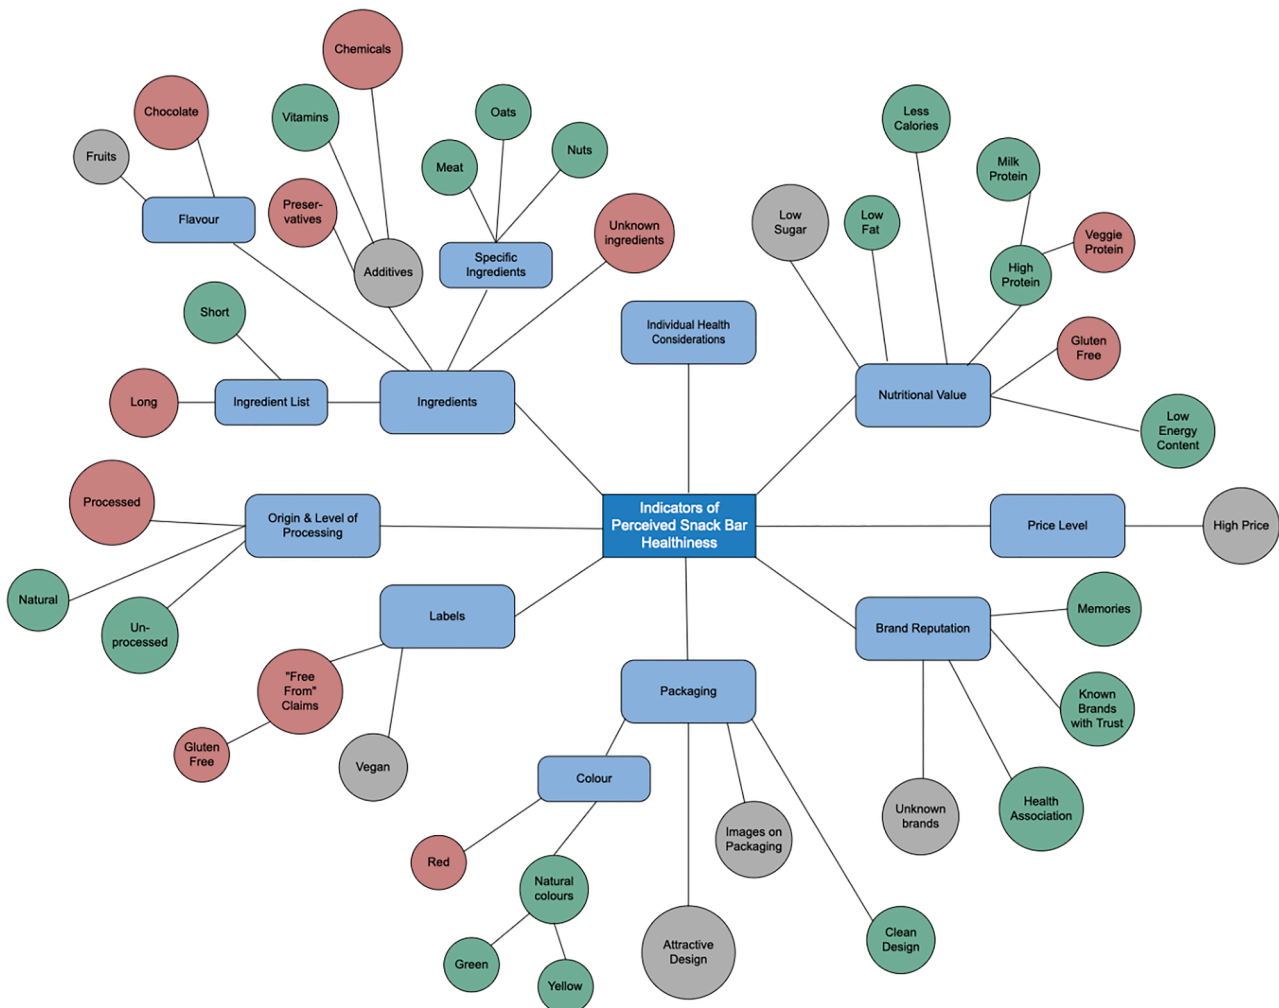 Chemicals
Chocolate
Vitamins
Oats
Less
Calories
Fruits
Meat
Nuts
Milk
Protein
Flavour
Preser-
vatives
Unknown
ingredients
Low
Sugar
Low
Fat
Veggie
Protein
Additives
Specific
Ingredients
High
Protein
Short
Individual Health
Considerations
Gluten
Free
Long
Ingredient List
Ingredients
Nutritional Value
Low
Energy
Content
Processed
Origin & Level of
Processing
Indicators of
Perceived Snack Bar
Healthiness
Price Level
High Price
Natural
Un-
processed
Labels
Brand Reputation
Memories
"Free
From"
Claims
Packaging
Known
Brands
with Trust
Gluten
Free
Vegan
Colour
Unknown
brands
Health
Association
Images on
Packaging
Red
Natural
colours
Attractive
Design
Clean
Design
Green
Yellow